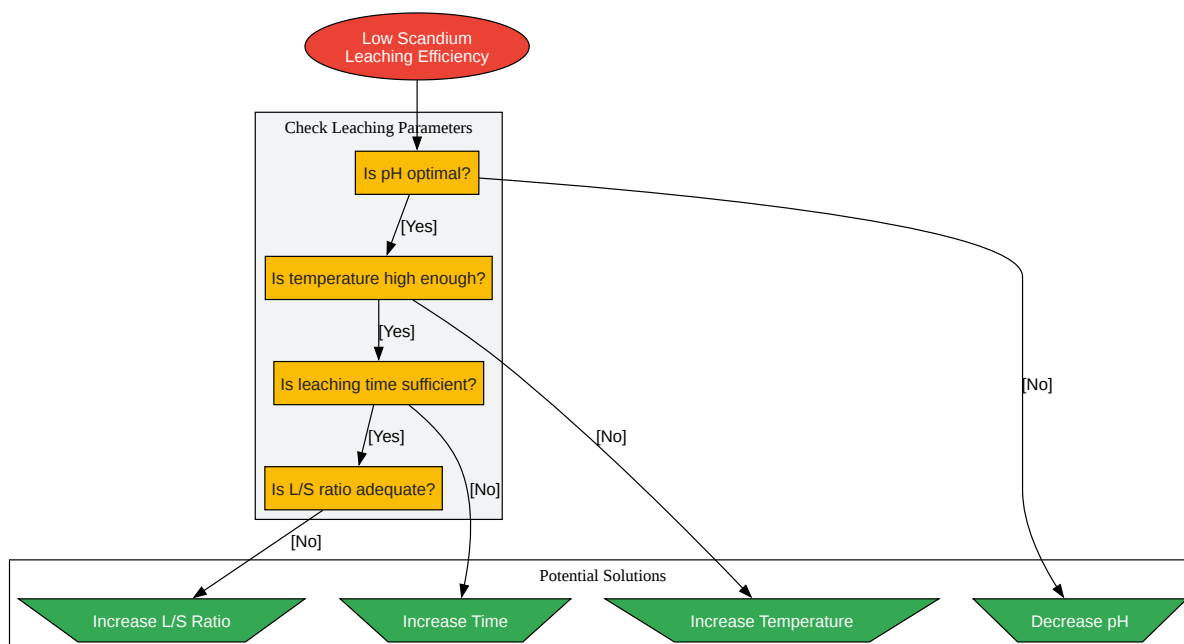 Low Scandium
Leaching Efficiency
Check Leaching Parameters
Is pH optimal?
[Yes]
Is temperature high enough?
[Yes]
Is leaching time sufficient?
[No]
[Yes]
[No]
Is L/S ratio adequate?
[No]
[No]
Potential Solutions
Increase L/S Ratio
Increase Time
Increase Temperature
Decrease pH